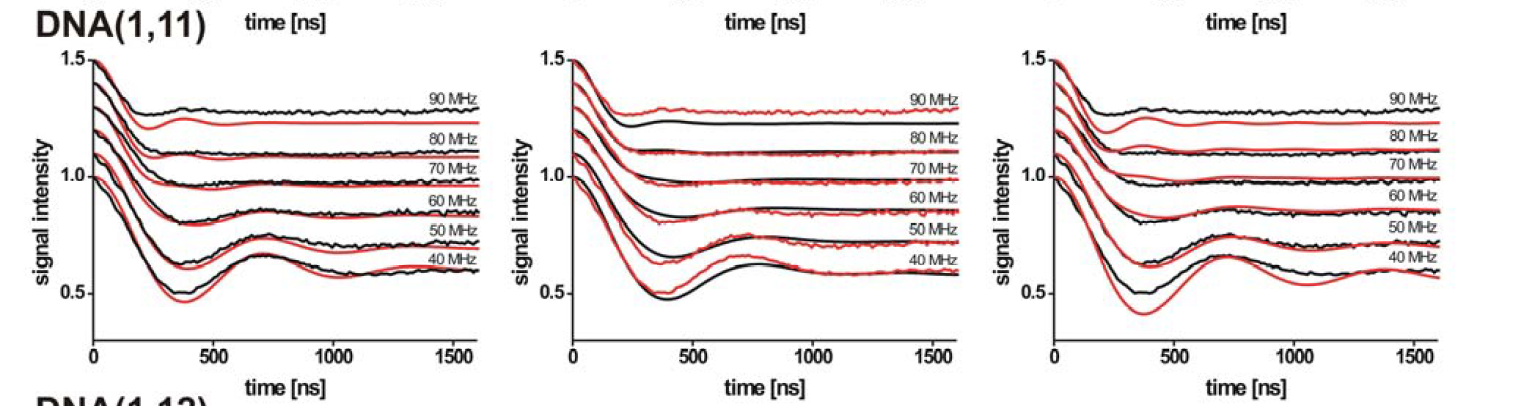 DNA(1,11) time [ns] time [ns] time [ns]
1.5 1.5 1.5
90 MHz 90 MHz 90 MHz
80 MHz 80 MHz 80 MHz
1.0 70 MHz 1.0 70 MHz 1.0 70 MHz
60 MHz 60 MHz 60 MHz
50 MHz 50 MHz 50 MHz
40 MHz 40 MHz 40 MHz
0.5 0.5 0.5
signal intensity signal intensity signal intensity
0 500 1000 1500 0 500 1000 1500 0 500 1000 1500
time [ns] time [ns] time [ns]